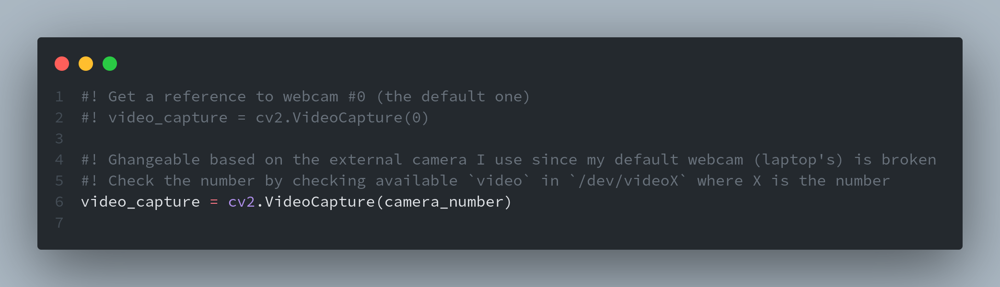 1 #! Get a reference to webcam #0 (the default one)
2 #! video_capture = cv2.VideoCapture(0)
3
4 #! Ghangeable based on the external camera I use since my default webcam (laptop's) is broken
5 #! Check the number by checking available `video` in `/dev/videoX` where X is the number
6 video_capture = cv2.VideoCapture(camera_number)
7